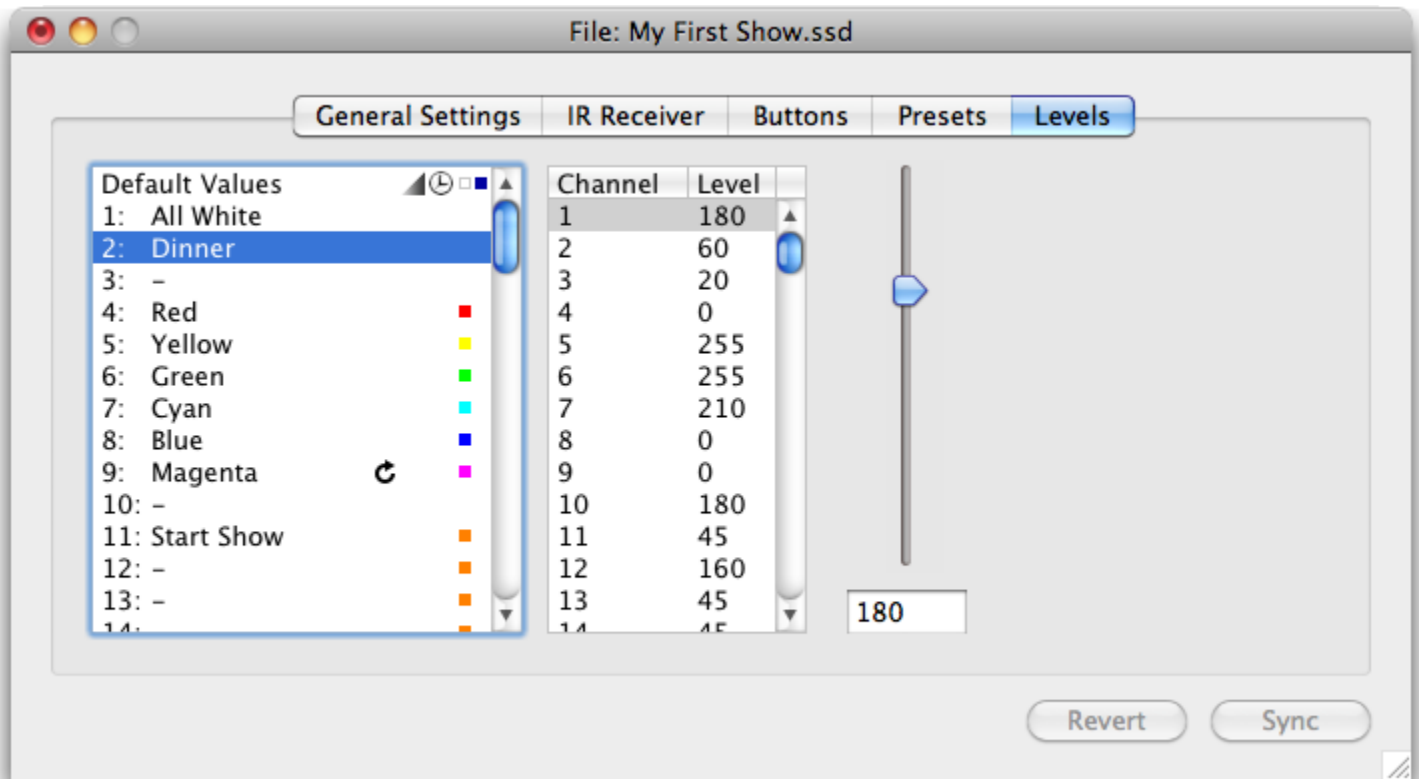 File: My First Show.ssd
General Settings IR Receiver Buttons Presets Levels
Default Values
1: All White
2: Dinner
3: –
4: Red
5: Yellow
6: Green
7: Cyan
8: Blue
9: Magenta
10: –
11: Start Show
12: –
13: –
14:
Channel Level
1 180
2 60
3 20
4 0
5 255
6 255
7 210
8 0
9 0
10 180
11 45
12 160
13 45
14 45
180
Revert Sync